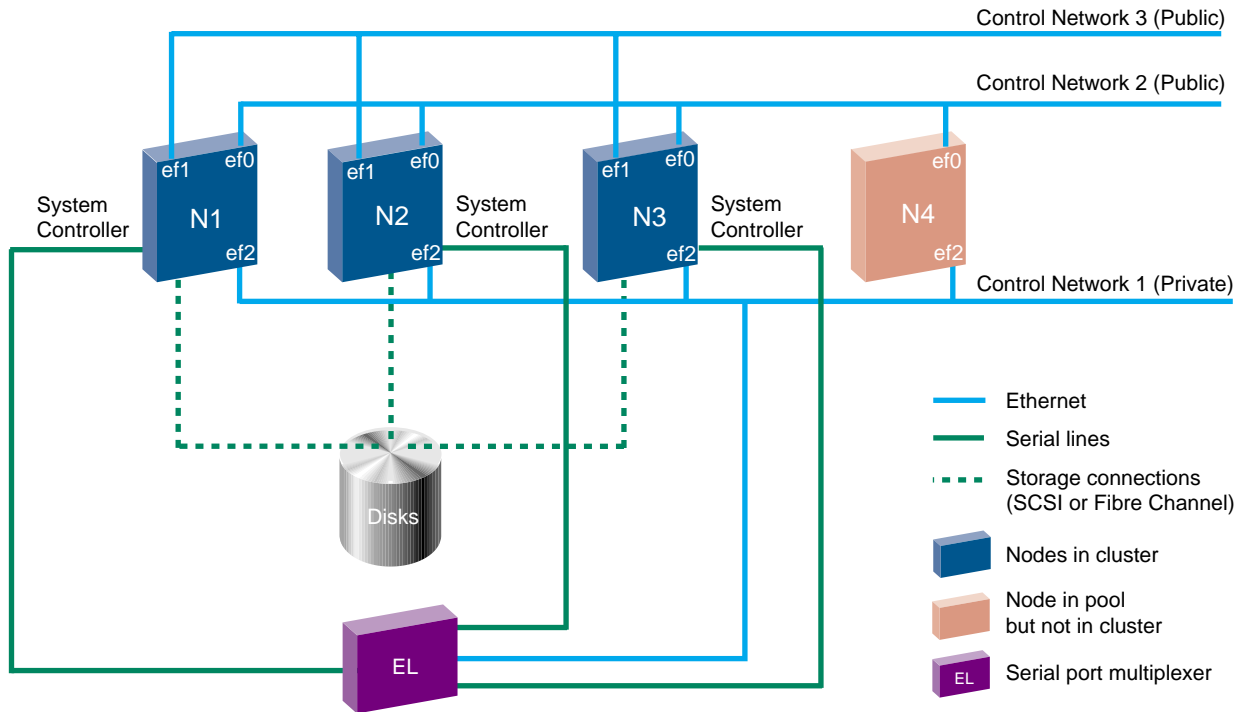 Control Network 3 (Public)
Control Network 2 (Public)
ef1
ef0
N1
ef2
ef1
ef0
N2
ef2
ef1
ef0
N3
ef2
ef0
N4
ef2
System
Controller
System
Controller
System
Controller
Control Network 1 (Private)
Disks
EL
Ethernet
Serial lines
Storage connections
(SCSI or Fibre Channel)
Nodes in cluster
Node in pool
but not in cluster
EL
Serial port multiplexer